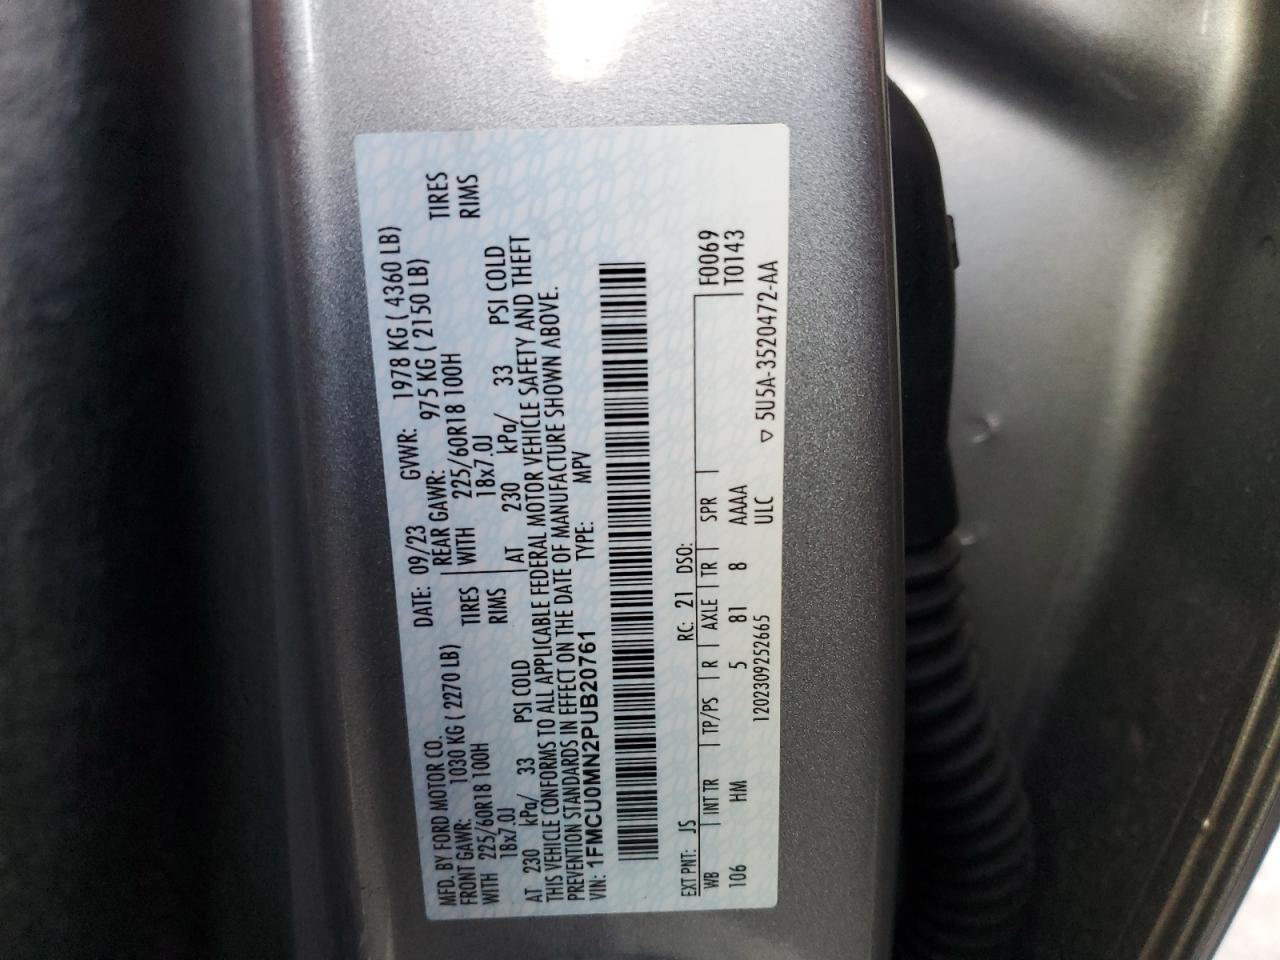 MFD. BY FORD MOTOR CO.
DATE: 09/23 GVWR: 1978 KG ( 4360 LB)
FRONT GAWR: 1030 KG ( 2270 LB) REAR GAWR: 975 KG ( 2150 LB)
WITH 225/60R18 100H TIRES WITH 225/60R18 100H TIRES
18x7.0J RIMS 18x7.0J RIMS
AT 230 kPa/ 33 PSI COLD AT 230 kPa/ 33 PSI COLD
THIS VEHICLE CONFORMS TO ALL APPLICABLE FEDERAL MOTOR VEHICLE SAFETY AND THEFT
PREVENTION STANDARDS IN EFFECT ON THE DATE OF MANUFACTURE SHOWN ABOVE.
VIN: 1FMCU0MN2PUB20761 TYPE: MPV
EXT PNT: JS RC: 21 DSO: F0069
WB INT TR TP/PS R AXLE TR SPR T0143
106 HM 5 81 8 AAAA
1202309252665 ULC ▽ 5U5A-3520472-AA